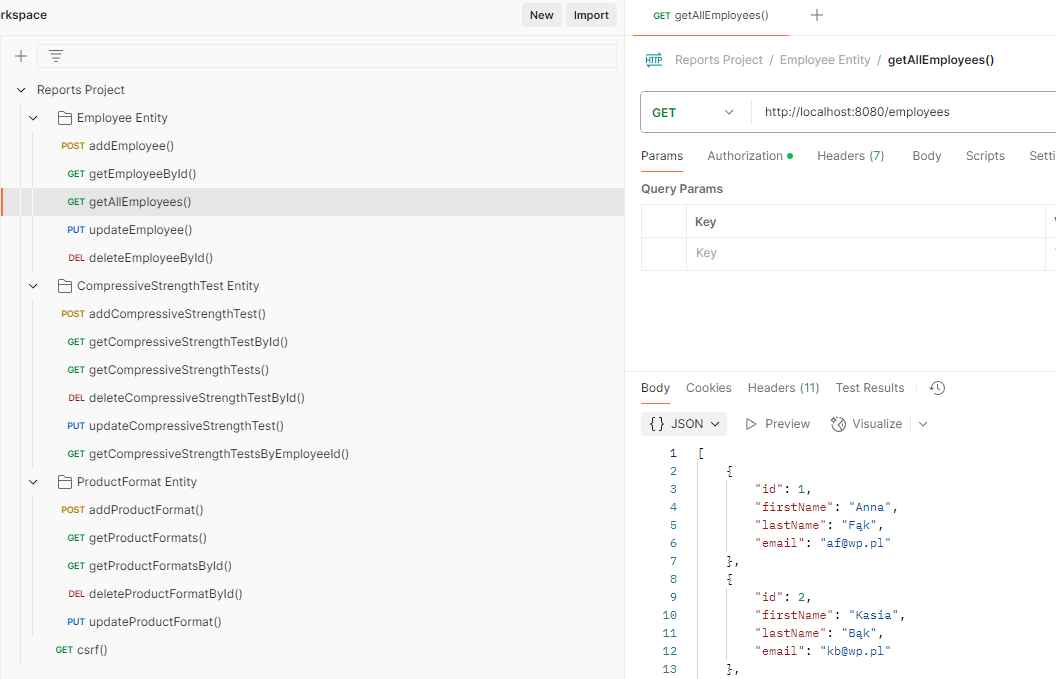 rkspace
New Import
Reports Project
Employee Entity
POST addEmployee()
GET getEmployeeById()
GET getAllEmployees()
PUT updateEmployee()
DEL deleteEmployeeById()
CompressiveStrengthTest Entity
POST addCompressiveStrengthTest()
GET getCompressiveStrengthTestById()
GET getCompressiveStrengthTests()
DEL deleteCompressiveStrengthTestById()
PUT updateCompressiveStrengthTest()
GET getCompressiveStrengthTestsByEmployeeId()
ProductFormat Entity
POST addProductFormat()
GET getProductFormats()
GET getProductFormatsById()
DEL deleteProductFormatById()
PUT updateProductFormat()
GET csrf()
GET getAllEmployees()
HTTP Reports Project / Employee Entity / getAllEmployees()
GET http://localhost:8080/employees
Params Authorization Headers (7) Body Scripts Setti
Query Params
Key
Key
Body Cookies Headers (11) Test Results
{} JSON Preview Visualize
1 [
2 {
3 "id": 1,
4 "firstName": "Anna",
5 "lastName": "Fąk",
6 "email": "af@wp.pl"
7 },
8 {
9 "id": 2,
10 "firstName": "Kasia",
11 "lastName": "Bąk",
12 "email": "kb@wp.pl"
13 },